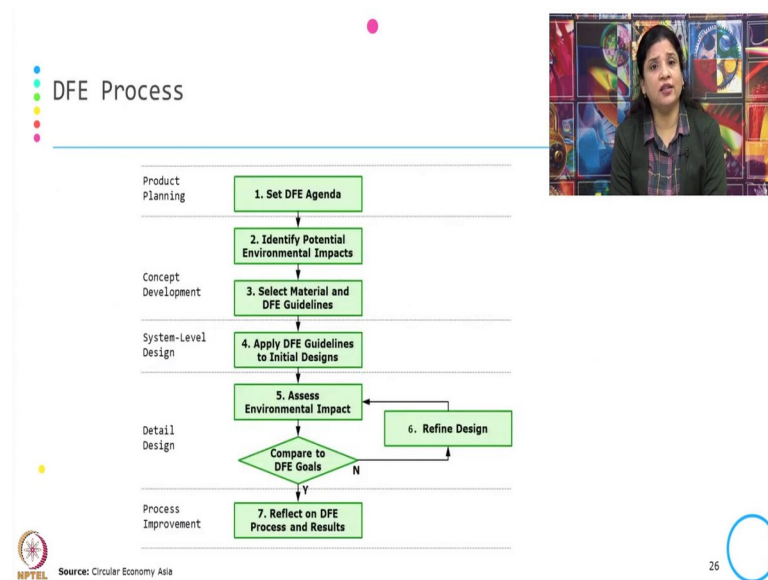 DFE Process
Product
Planning
1. Set DFE Agenda
2. Identify Potential
Environmental Impacts
Concept
Development
3. Select Material and
DFE Guidelines
System-Level
Design
4. Apply DFE Guidelines
to Initial Designs
5. Assess
Environmental Impact
6. Refine Design
Detail
Design
Compare to
DFE Goals
N
Y
Process
Improvement
7. Reflect on DFE
Process and Results
NPTEL
Source: Circular Economy Asia
26